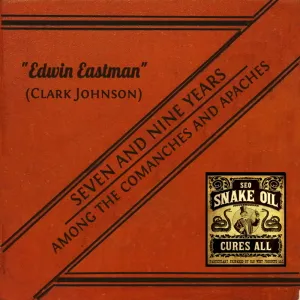 "Edwin Eastman"
(CLARK JOHNSON)
SEVEN AND NINE YEARS
AMONG THE COMANCHES AND APACHES
SEO
SNAKE OIL
CURES ALL